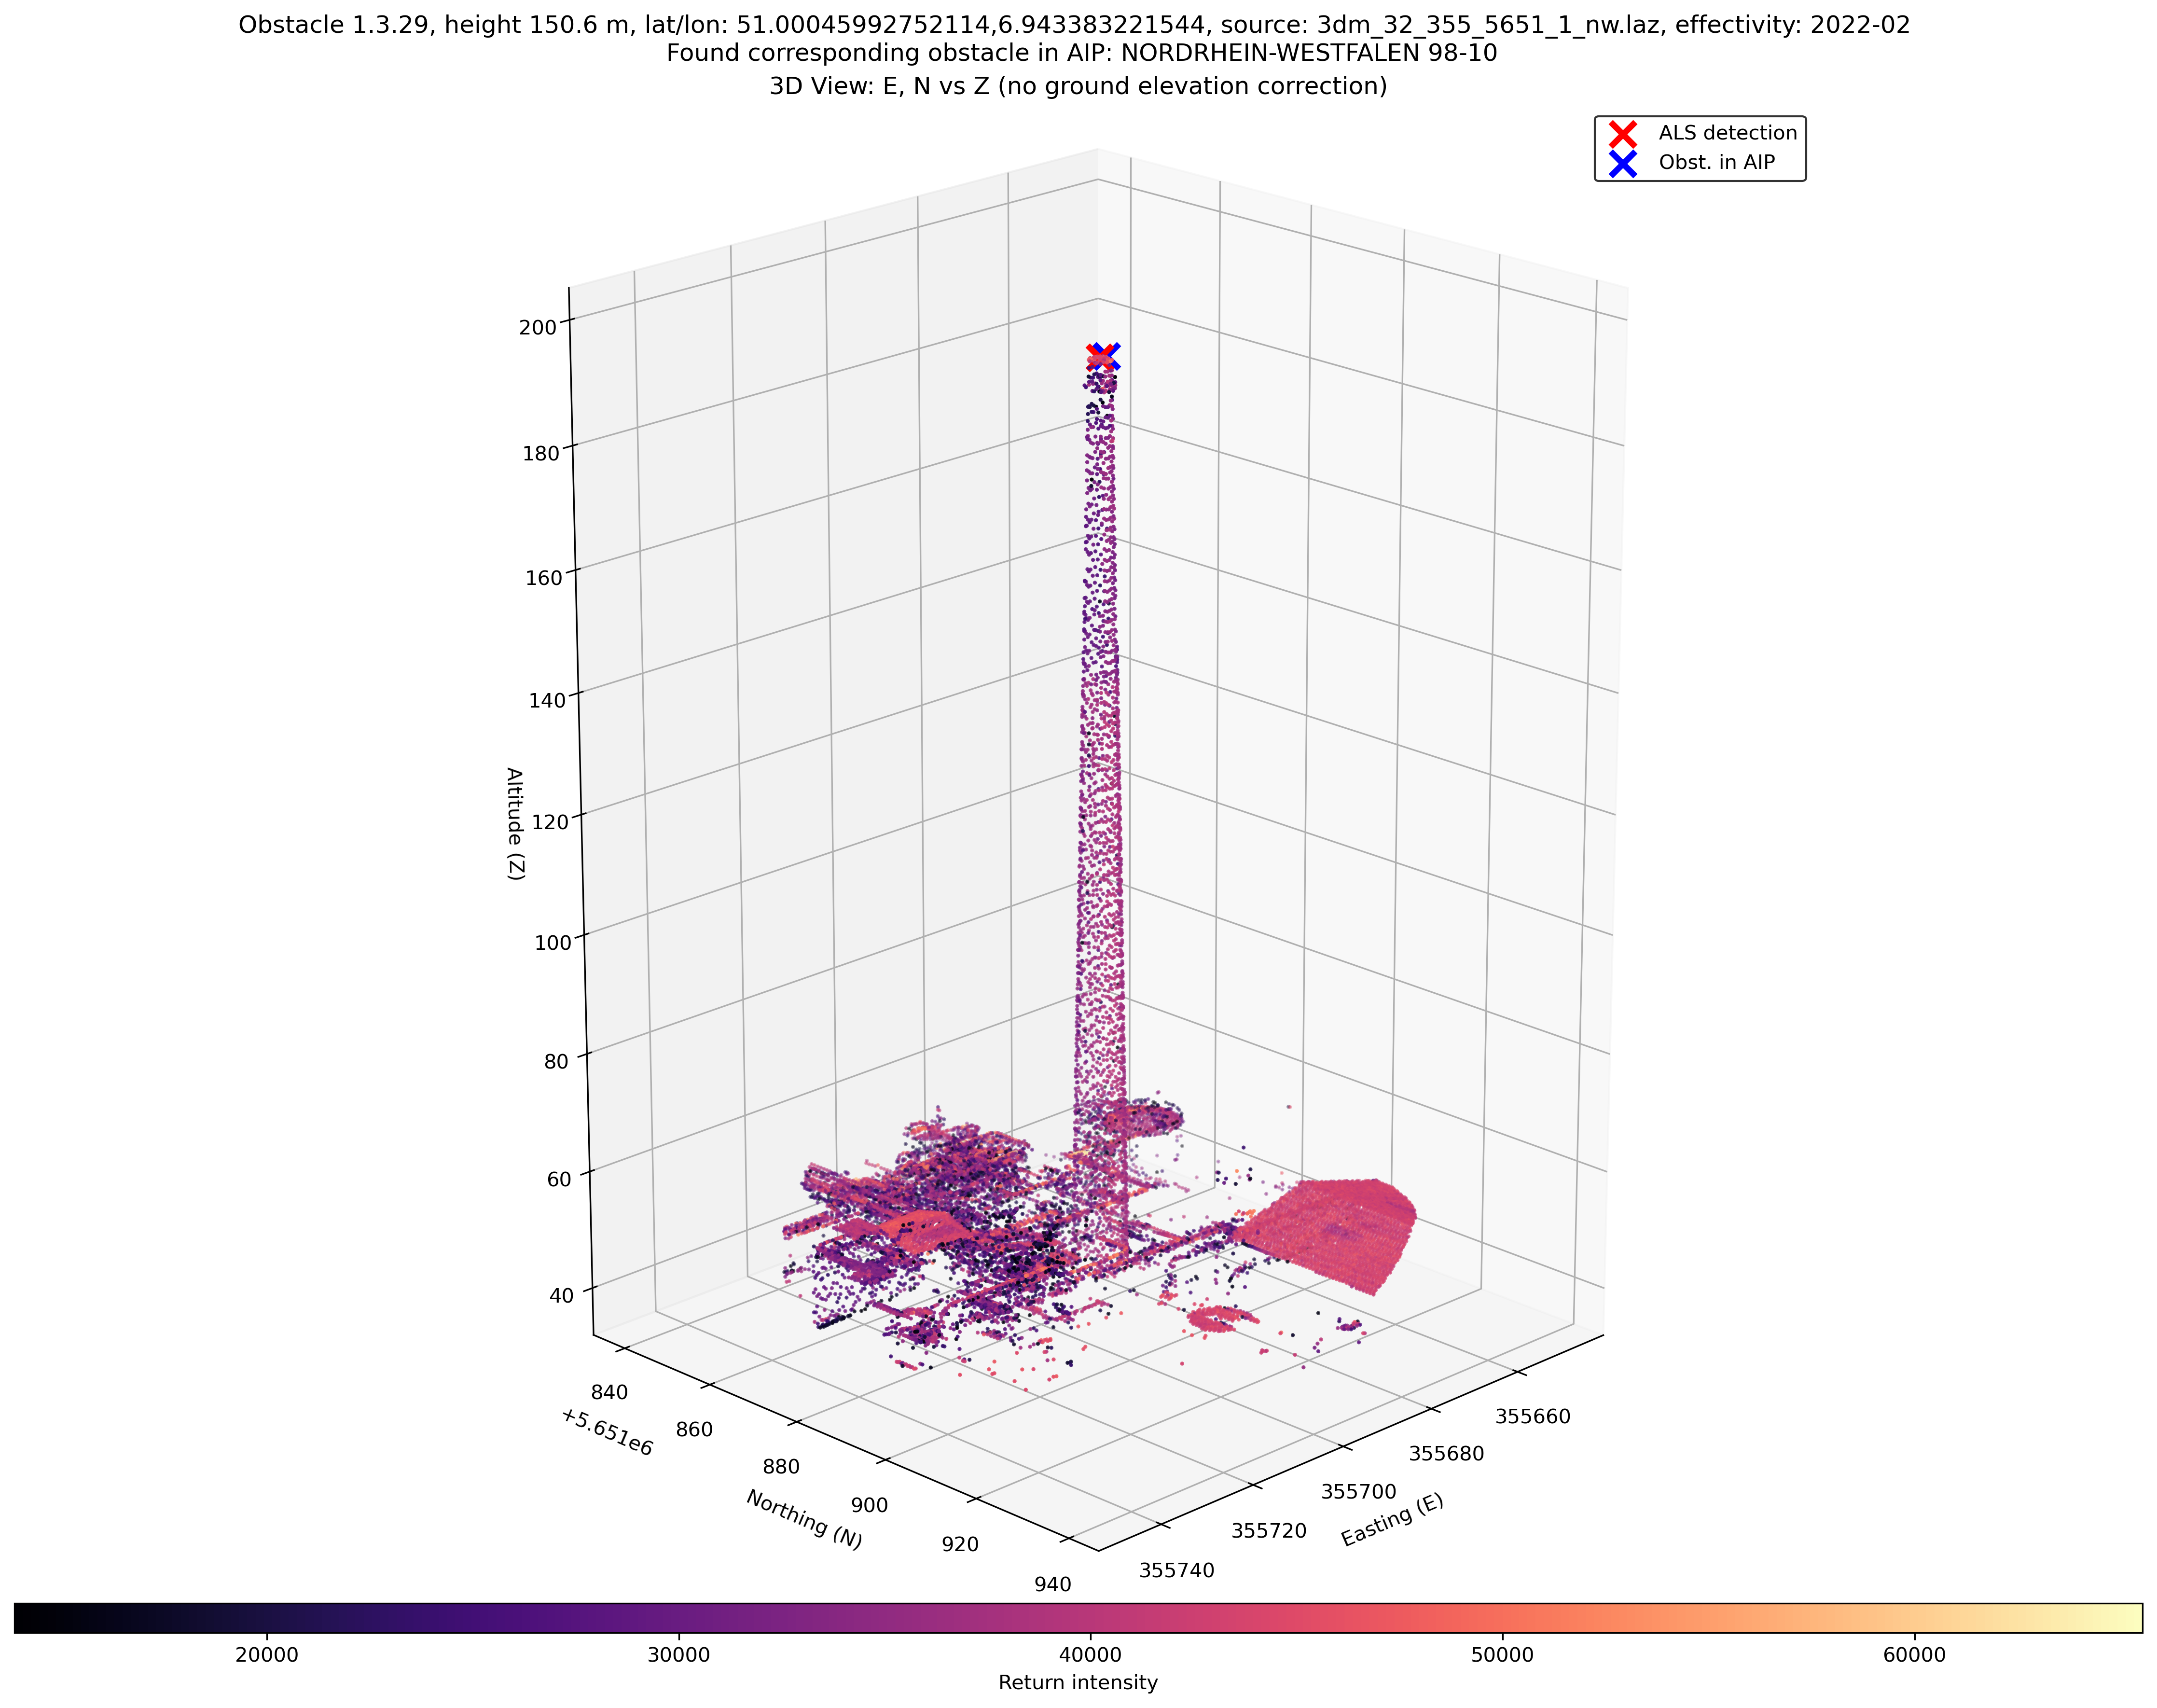 Obstacle 1.3.29, height 150.6 m, lat/lon: 51.00045992752114,6.943383221544, source: 3dm_32_355_5651_1_nw.laz, effectivity: 2022-02
Found corresponding obstacle in AIP: NORDRHEIN-WESTFALEN 98-10
3D View: E, N vs Z (no ground elevation correction)
ALS detection
Obst. in AIP
200
180
160
140
120
100
80
60
40
Altitude (Z)
840
860
880
900
920
940
+5.651e6
Northing (N)
355660
355680
355700
355720
355740
Easting (E)
20000
30000
40000
50000
60000
Return intensity